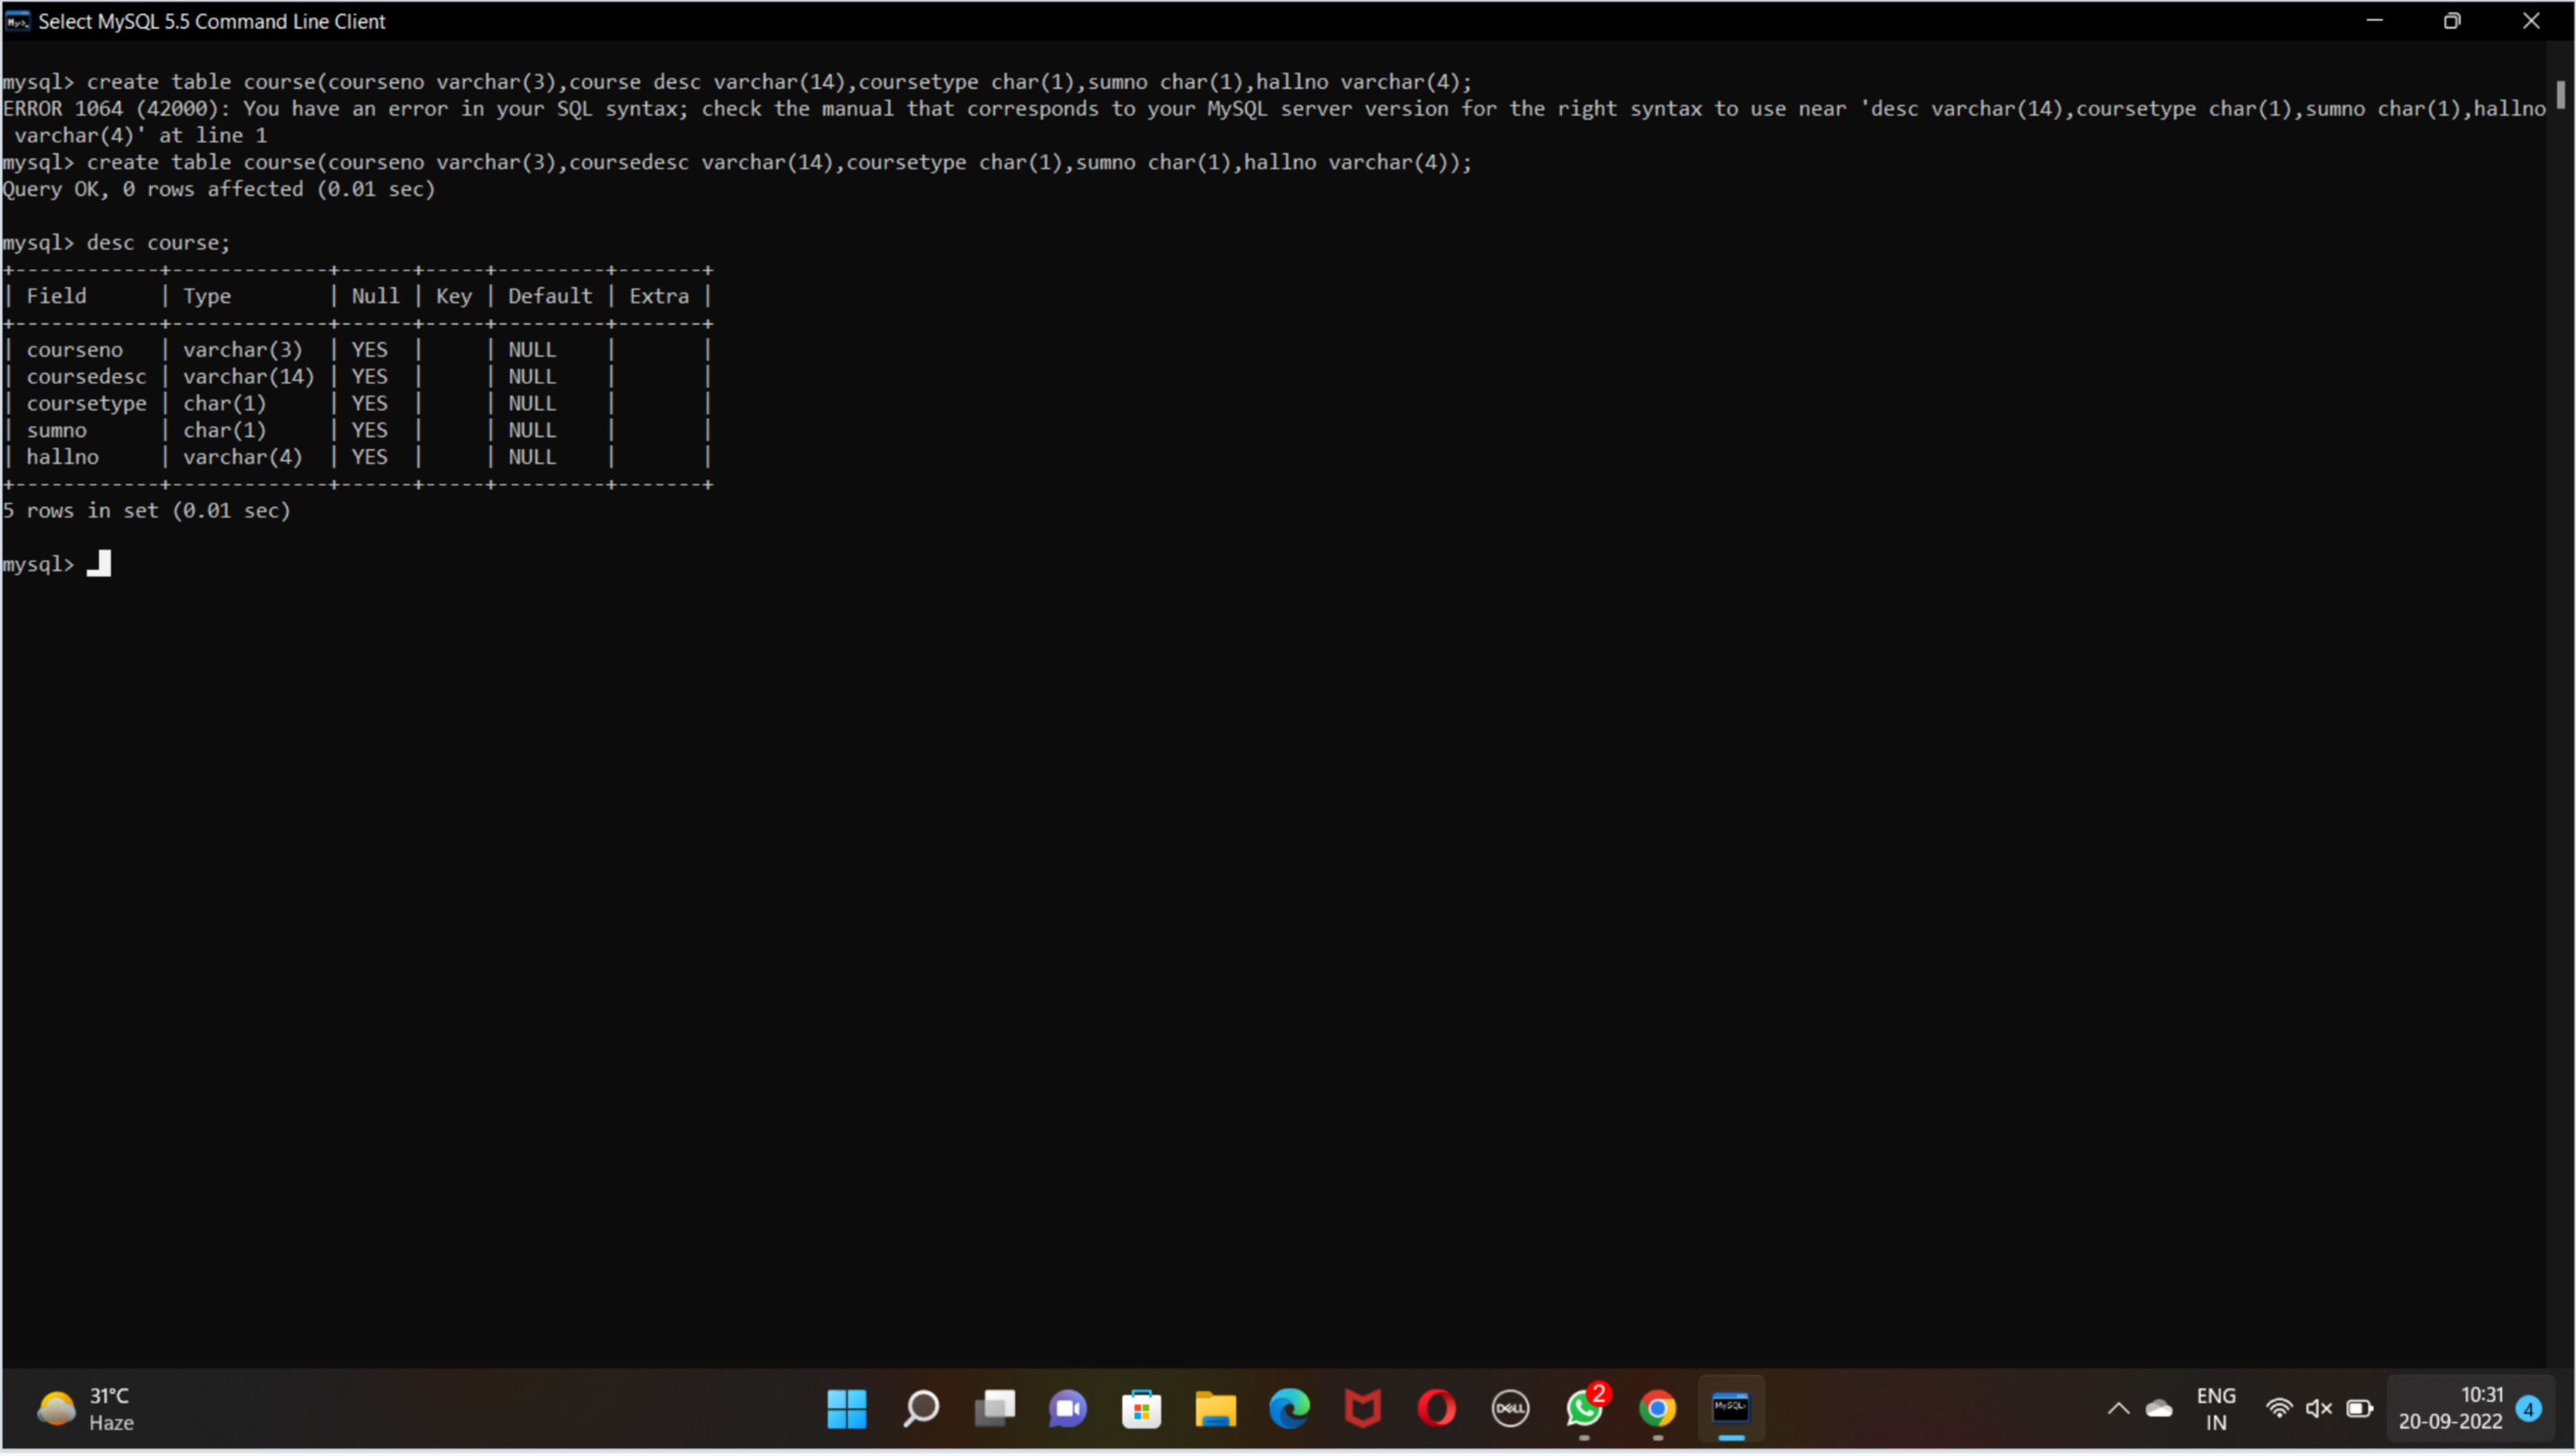 Select MySQL 5.5 Command Line Client
mysql> create table course(courseno varchar(3),course desc varchar(14),coursetype char(1),sumno char(1),hallno varchar(4);
ERROR 1064 (42000): You have an error in your SQL syntax; check the manual that corresponds to your MySQL server version for the right syntax to use near 'desc varchar(14),coursetype char(1),sumno char(1),hallno
 varchar(4)' at line 1
mysql> create table course(courseno varchar(3),coursedesc varchar(14),coursetype char(1),sumno char(1),hallno varchar(4));
Query OK, 0 rows affected (0.01 sec)
mysql> desc course;
+------------+-------------+------+-----+---------+-------+
| Field      | Type        | Null | Key | Default | Extra |
+------------+-------------+------+-----+---------+-------+
| courseno   | varchar(3)  | YES  |     | NULL    |       |
| coursedesc | varchar(14) | YES  |     | NULL    |       |
| coursetype | char(1)     | YES  |     | NULL    |       |
| sumno      | char(1)     | YES  |     | NULL    |       |
| hallno     | varchar(4)  | YES  |     | NULL    |       |
+------------+-------------+------+-----+---------+-------+
5 rows in set (0.01 sec)
mysql>
31°C
Haze
DELL
2
MySQL>
ENG
IN
10:31
20-09-2022
4